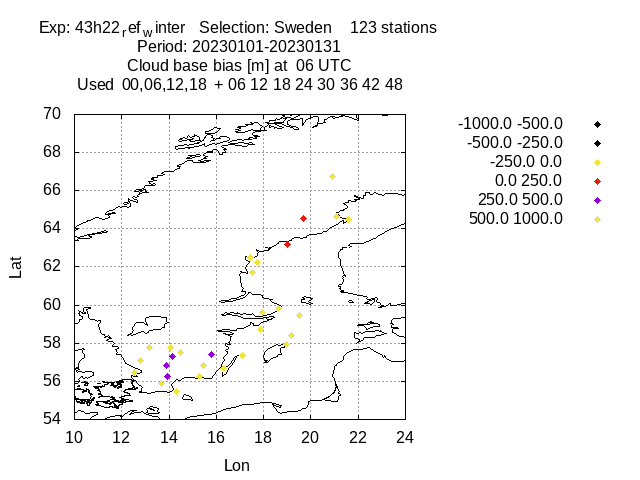 Exp: 43h22refwinter   Selection: Sweden    123 stations
Period: 20230101-20230131
Cloud base bias [m] at  06 UTC
Used  00,06,12,18  + 06 12 18 24 30 36 42 48
-1000.0 -500.0
-500.0 -250.0
-250.0 0.0
0.0 250.0
250.0 500.0
500.0 1000.0
70
68
66
64
62
60
58
56
54
Lat
10 12 14 16 18 20 22 24
Lon